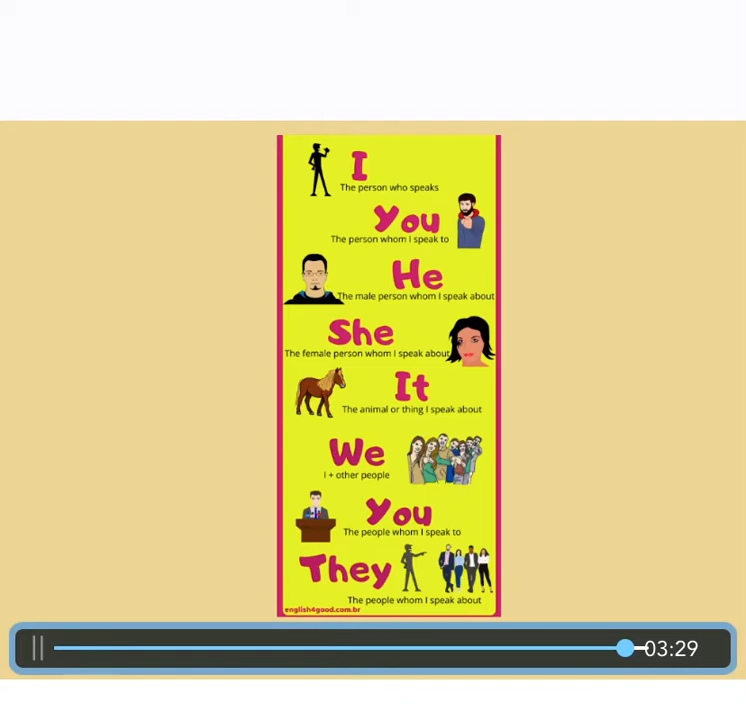 I
The person who speaks
You
The person whom I speak to
He
The male person whom I speak about
She
The female person whom I speak about
It
The animal or thing I speak about
We
I + other people
You
The people whom I speak to
They
The people whom I speak about
english4good.com.br
03:29